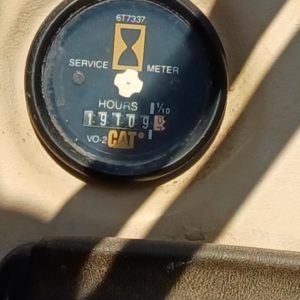 6T7337
SERVICE METER
HOURS 1/10
19109
VO-2 CAT